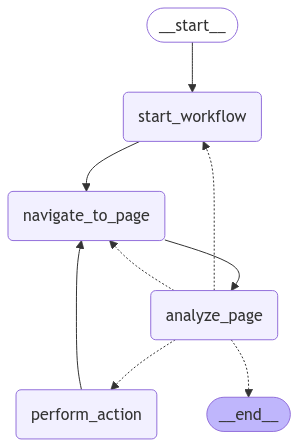 __start__
start_workflow
navigate_to_page
analyze_page
perform_action
__end__